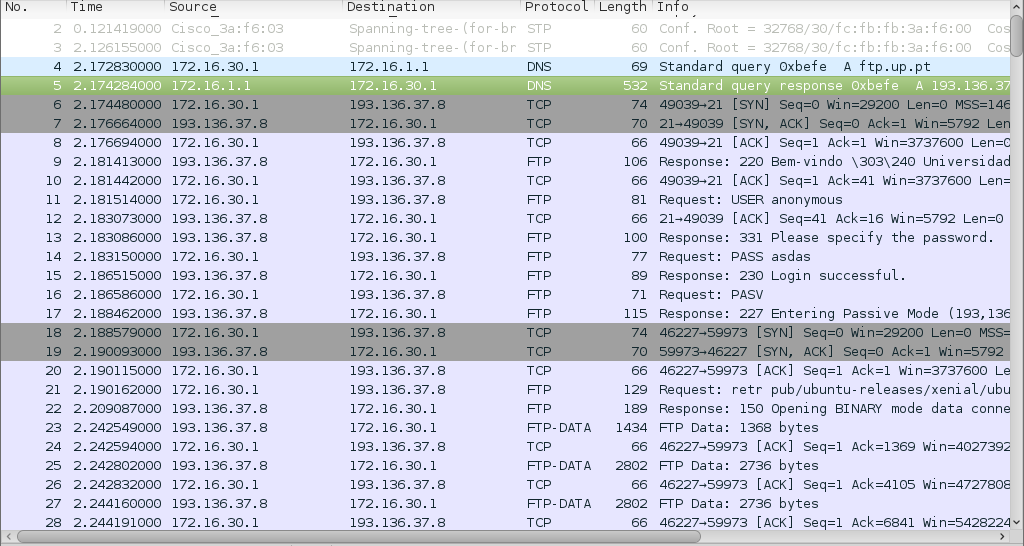 No. Time Source Destination Protocol Length Info
2 0.121419000 Cisco_3a:f6:03 Spanning-tree-(for-br STP 60 Conf. Root = 32768/30/fc:fb:fb:3a:f6:00 Cos
3 2.126155000 Cisco_3a:f6:03 Spanning-tree-(for-br STP 60 Conf. Root = 32768/30/fc:fb:fb:3a:f6:00 Cos
4 2.172830000 172.16.30.1 172.16.1.1 DNS 69 Standard query 0xbefe A ftp.up.pt
5 2.174284000 172.16.1.1 172.16.30.1 DNS 532 Standard query response 0xbefe A 193.136.37
6 2.174480000 172.16.30.1 193.136.37.8 TCP 74 49039→21 [SYN] Seq=0 Win=29200 Len=0 MSS=146
7 2.176664000 193.136.37.8 172.16.30.1 TCP 70 21→49039 [SYN, ACK] Seq=0 Ack=1 Win=5792 Len
8 2.176694000 172.16.30.1 193.136.37.8 TCP 66 49039→21 [ACK] Seq=1 Ack=1 Win=3737600 Len=0
9 2.181413000 193.136.37.8 172.16.30.1 FTP 106 Response: 220 Bem-vindo \303\240 Universidad
10 2.181442000 172.16.30.1 193.136.37.8 TCP 66 49039→21 [ACK] Seq=1 Ack=41 Win=3737600 Len=
11 2.181514000 172.16.30.1 193.136.37.8 FTP 81 Request: USER anonymous
12 2.183073000 193.136.37.8 172.16.30.1 TCP 66 21→49039 [ACK] Seq=41 Ack=16 Win=5792 Len=0
13 2.183086000 193.136.37.8 172.16.30.1 FTP 100 Response: 331 Please specify the password.
14 2.183150000 172.16.30.1 193.136.37.8 FTP 77 Request: PASS asdas
15 2.186515000 193.136.37.8 172.16.30.1 FTP 89 Response: 230 Login successful.
16 2.186586000 172.16.30.1 193.136.37.8 FTP 71 Request: PASV
17 2.188462000 193.136.37.8 172.16.30.1 FTP 115 Response: 227 Entering Passive Mode (193,136
18 2.188579000 172.16.30.1 193.136.37.8 TCP 74 46227→59973 [SYN] Seq=0 Win=29200 Len=0 MSS=
19 2.190093000 193.136.37.8 172.16.30.1 TCP 70 59973→46227 [SYN, ACK] Seq=0 Ack=1 Win=5792
20 2.190115000 172.16.30.1 193.136.37.8 TCP 66 46227→59973 [ACK] Seq=1 Ack=1 Win=3737600 Le
21 2.190162000 172.16.30.1 193.136.37.8 FTP 129 Request: retr pub/ubuntu-releases/xenial/ubu
22 2.209087000 193.136.37.8 172.16.30.1 FTP 189 Response: 150 Opening BINARY mode data conne
23 2.242549000 193.136.37.8 172.16.30.1 FTP-DATA 1434 FTP Data: 1368 bytes
24 2.242594000 172.16.30.1 193.136.37.8 TCP 66 46227→59973 [ACK] Seq=1 Ack=1369 Win=4027392
25 2.242802000 193.136.37.8 172.16.30.1 FTP-DATA 2802 FTP Data: 2736 bytes
26 2.242832000 172.16.30.1 193.136.37.8 TCP 66 46227→59973 [ACK] Seq=1 Ack=4105 Win=4727808
27 2.244160000 193.136.37.8 172.16.30.1 FTP-DATA 2802 FTP Data: 2736 bytes
28 2.244191000 172.16.30.1 193.136.37.8 TCP 66 46227→59973 [ACK] Seq=1 Ack=6841 Win=5428224